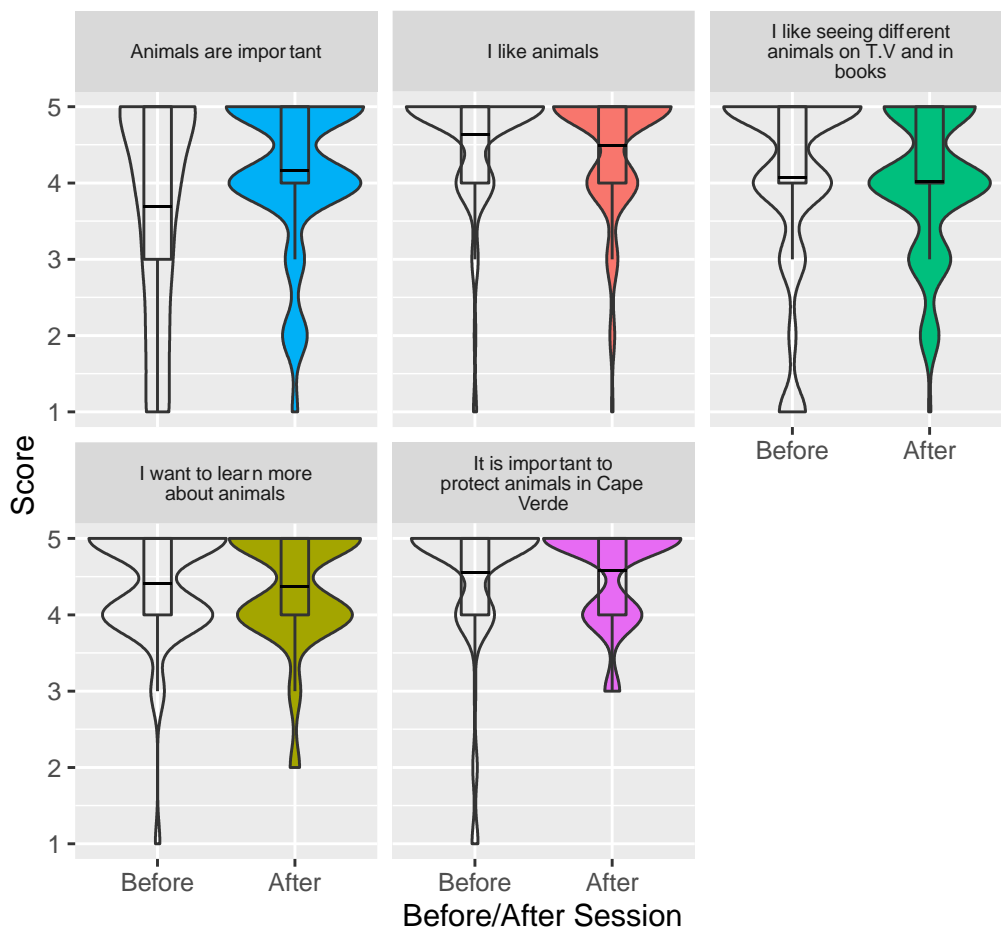 Animals are important
I like animals
I like seeing different
animals on T.V and in
books
5
4
3
2
1
Before
After
Score
I want to learn more
about animals
It is important to
protect animals in Cape
Verde
5
4
3
2
1
Before
After
Before
After
Before/After Session